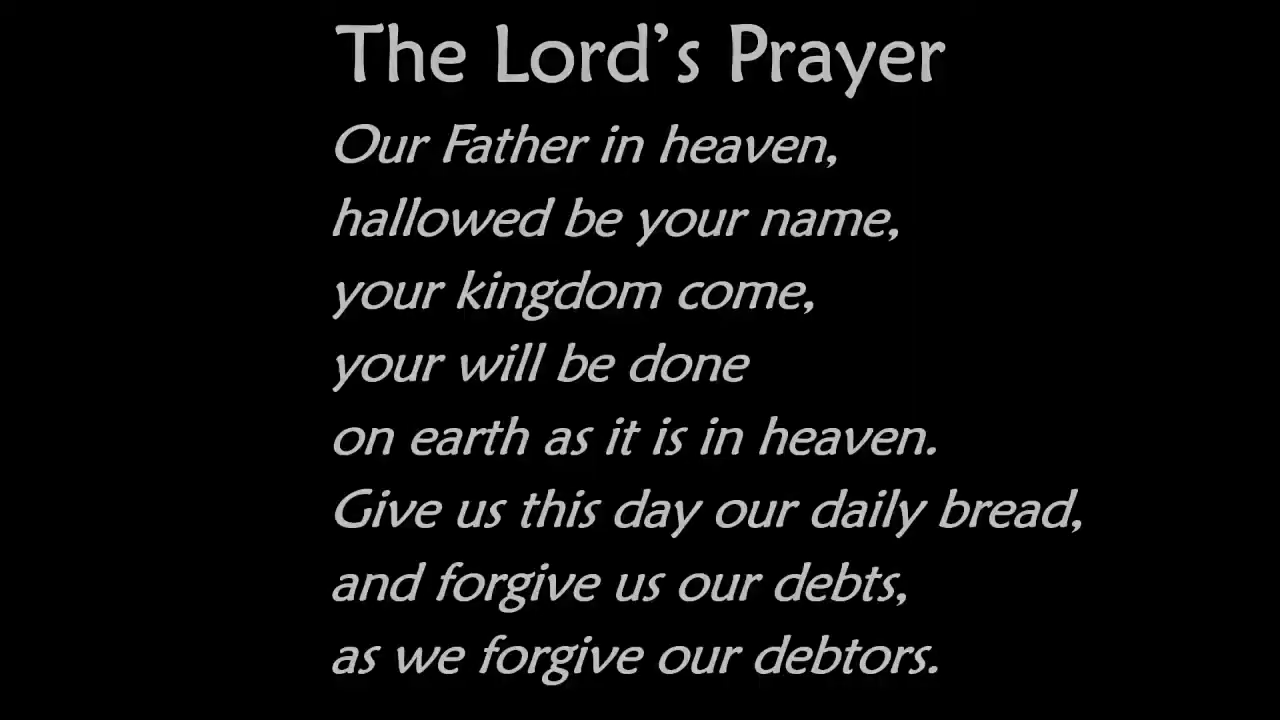 The Lord’s Prayer
Our Father in heaven,
hallowed be your name,
your kingdom come,
your will be done
on earth as it is in heaven.
Give us this day our daily bread,
and forgive us our debts,
as we forgive our debtors.